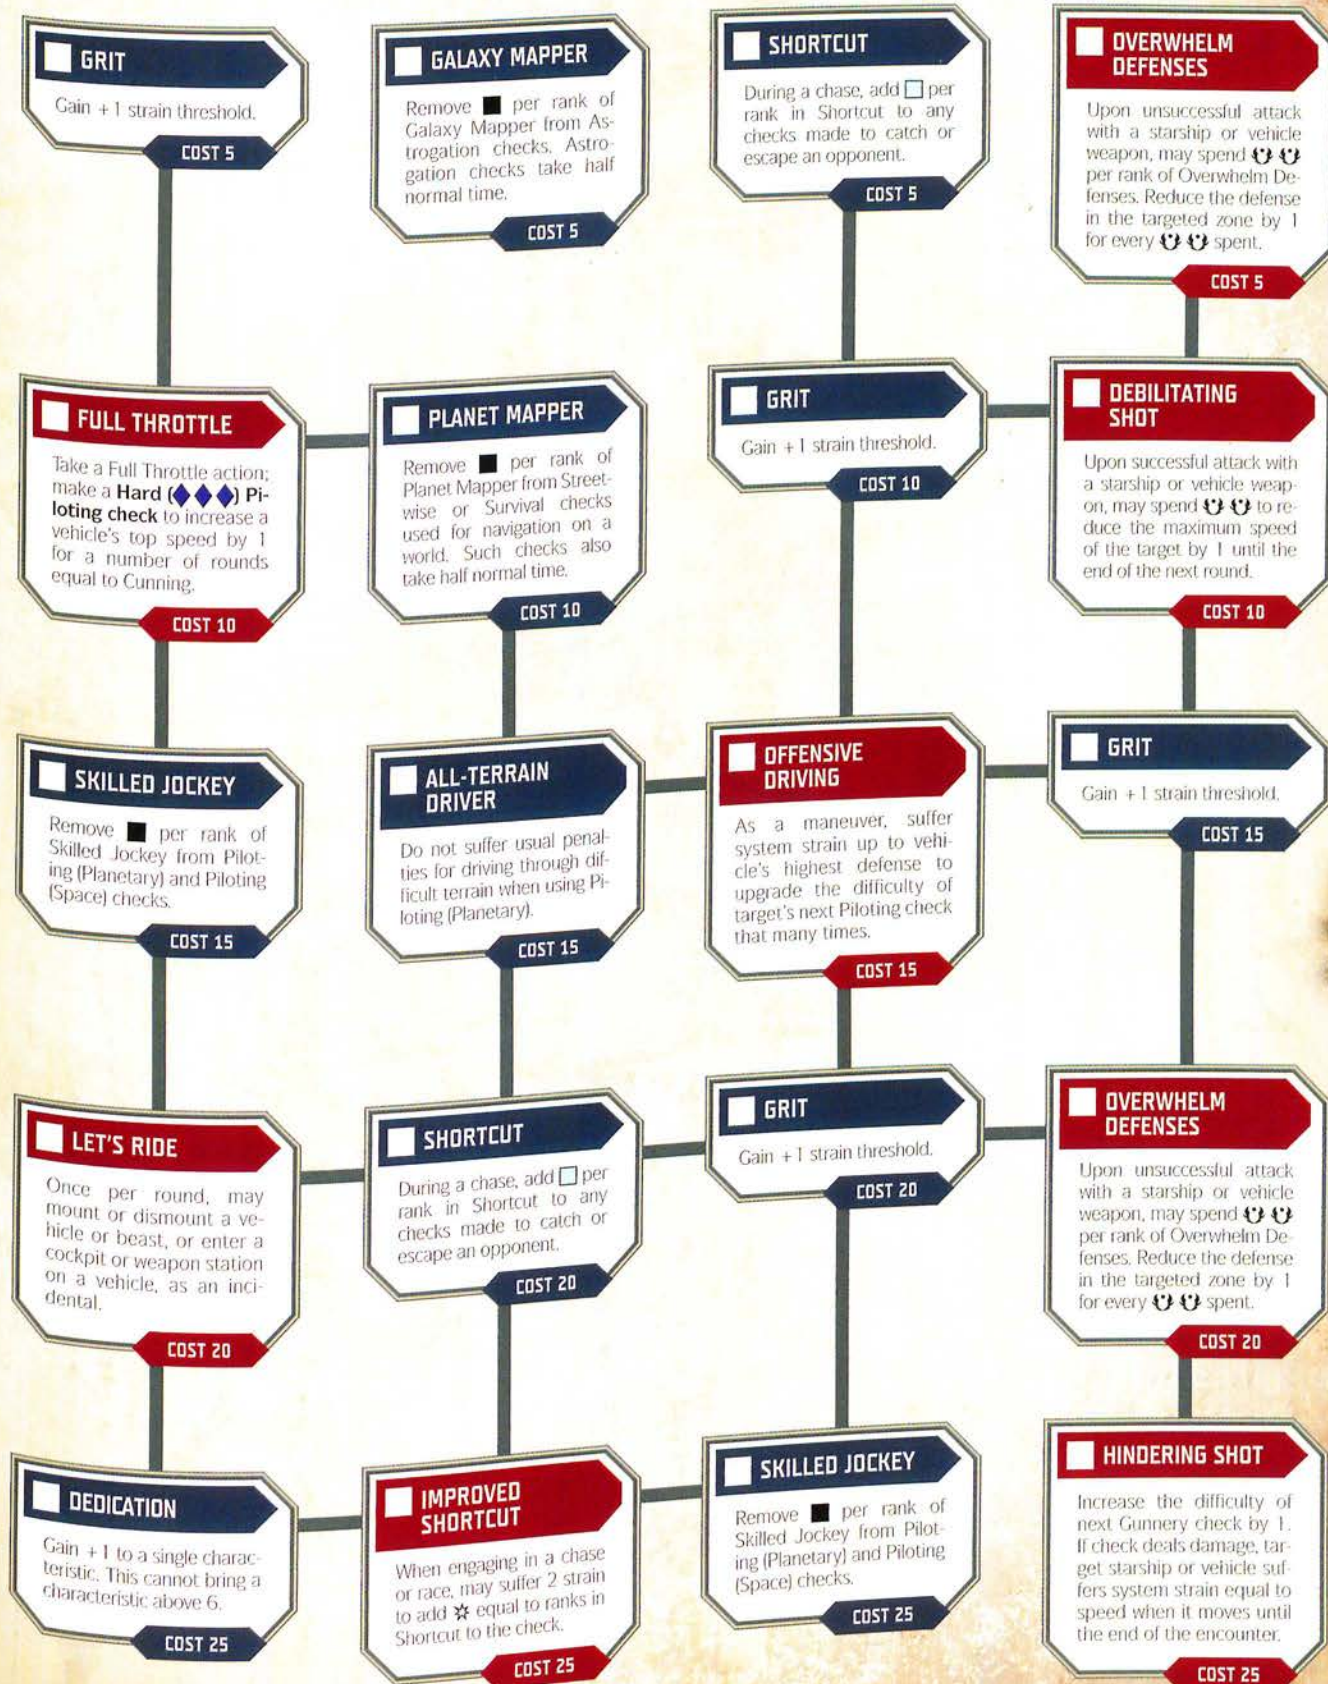 GRIT
Gain +1 strain threshold.
COST 5
GALAXY MAPPER
Remove ■ per rank of
Galaxy Mapper from As-
trogation checks. Astro-
gation checks take half
normal time.
COST 5
SHORTCUT
During a chase, add □ per
rank in Shortcut to any
checks made to catch or
escape an opponent.
COST 5
OVERWHELM
DEFENSES
Upon unsuccessful attack
with a starship or vehicle
weapon, may spend
per rank of Overwhelm De-
fenses. Reduce the defense
in the targeted zone by 1
for every spent.
COST 5
FULL THROTTLE
Take a Full Throttle action;
make a Hard (◆◆◆) Pi-
loting check to increase a
vehicle's top speed by 1
for a number of rounds
equal to Cunning.
COST 10
PLANET MAPPER
Remove ■ per rank of
Planet Mapper from Street-
wise or Survival checks
used for navigation on a
world. Such checks also
take half normal time.
COST 10
GRIT
Gain +1 strain threshold.
COST 10
DEBILITATING
SHOT
Upon successful attack with
a starship or vehicle weap-
on, may spend to re-
duce the maximum speed
of the target by 1 until the
end of the next round.
COST 10
SKILLED JOCKEY
Remove ■ per rank of
Skilled Jockey from Pilot-
ing (Planetary) and Piloting
(Space) checks.
COST 15
ALL-TERRAIN
DRIVER
Do not suffer usual penal-
ties for driving through dif-
ficult terrain when using Pi-
loting (Planetary).
COST 15
OFFENSIVE
DRIVING
As a maneuver, suffer
system strain up to vehi-
cle's highest defense to
upgrade the difficulty of
target's next Piloting check
that many times.
COST 15
GRIT
Gain +1 strain threshold.
COST 15
LET'S RIDE
Once per round, may
mount or dismount a ve-
hicle or beast, or enter a
cockpit or weapon station
on a vehicle, as an inci-
dental.
COST 20
SHORTCUT
During a chase, add □ per
rank in Shortcut to any
checks made to catch or
escape an opponent.
COST 20
GRIT
Gain +1 strain threshold.
COST 20
OVERWHELM
DEFENSES
Upon unsuccessful attack
with a starship or vehicle
weapon, may spend
per rank of Overwhelm De-
fenses. Reduce the defense
in the targeted zone by 1
for every spent.
COST 20
DEDICATION
Gain +1 to a single charac-
teristic. This cannot bring a
characteristic above 6.
COST 25
IMPROVED
SHORTCUT
When engaging in a chase
or race, may suffer 2 strain
to add equal to ranks in
Shortcut to the check.
COST 25
SKILLED JOCKEY
Remove ■ per rank of
Skilled Jockey from Pilot-
ing (Planetary) and Piloting
(Space) checks.
COST 25
HINDERING SHOT
Increase the difficulty of
next Gunnery check by 1.
If check deals damage, tar-
get starship or vehicle suf-
fers system strain equal to
speed when it moves until
the end of the encounter.
COST 25